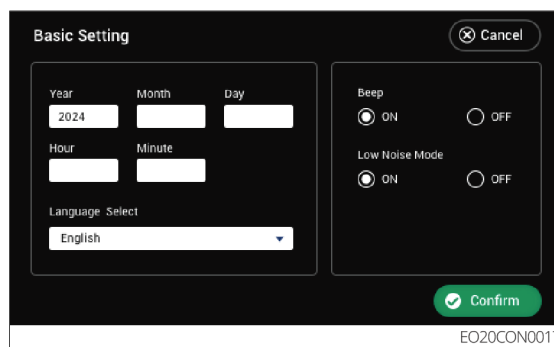 Basic Setting
Cancel
Year Month Day
2024
Hour Minute
Language Select
English
Beep
ON OFF
Low Noise Mode
ON OFF
Confirm
EO20CON001